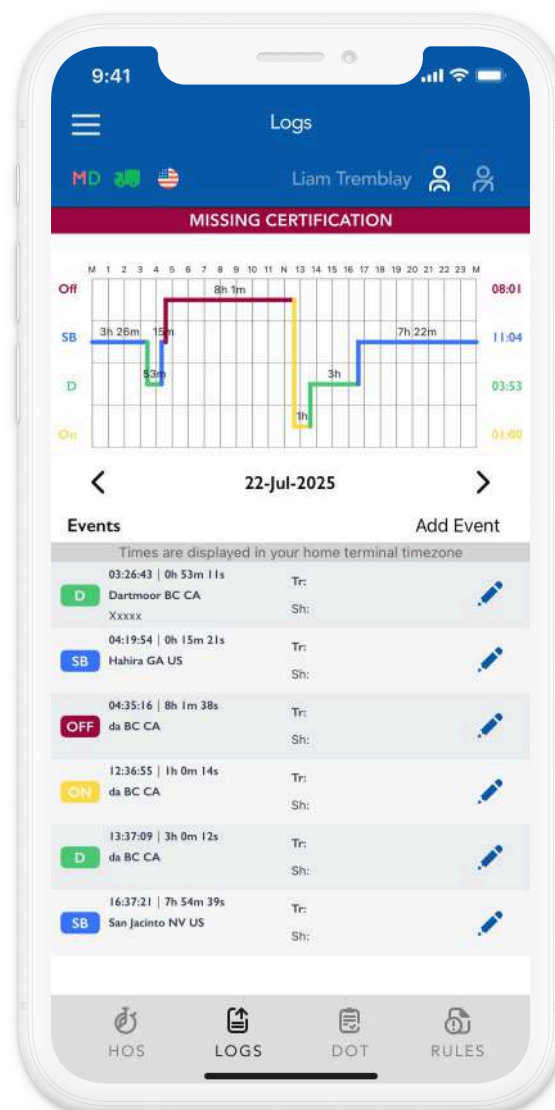 9:41
Logs
MD
Liam Tremblay
MISSING CERTIFICATION
M 1 2 3 4 5 6 7 8 9 10 11 N 13 14 15 16 17 18 19 20 21 22 23 M
Off 8h 1m 08:01
SB 3h 26m 15m 7h 22m 11:04
D 53m 3h 03:53
On 1h 01:60
22-Jul-2025
Events Add Event
Times are displayed in your home terminal timezone
03:26:43 | 0h 53m 11s Tr:
D Dartmoor BC CA
Xxxxx Sh:
04:19:54 | 0h 15m 21s Tr:
SB Hahira GA US
Sh:
04:35:16 | 8h 1m 38s Tr:
OFF da BC CA
Sh:
12:36:55 | 1h 0m 14s Tr:
ON da BC CA
Sh:
13:37:09 | 3h 0m 12s Tr:
D da BC CA
Sh:
16:37:21 | 7h 54m 39s Tr:
SB San Jacinto NV US
Sh:
HOS LOGS DOT RULES